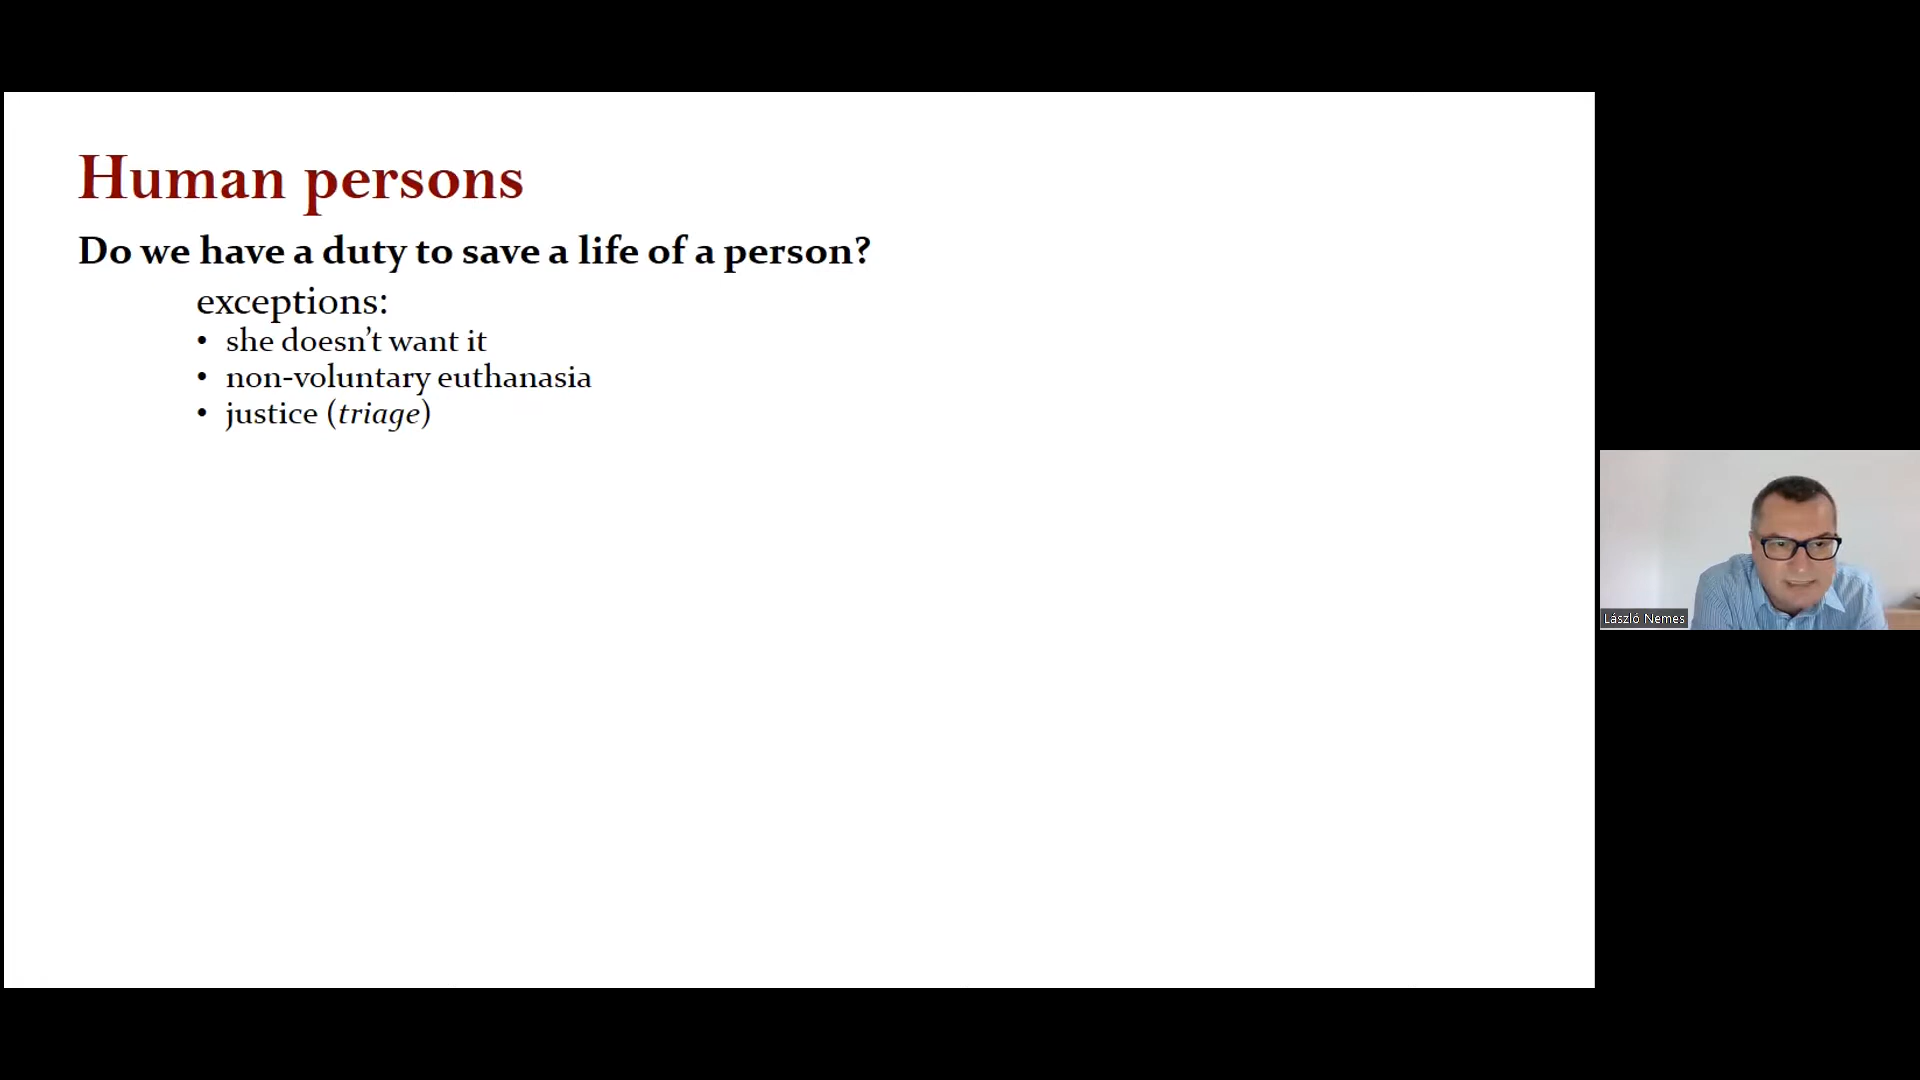 Human persons
Do we have a duty to save a life of a person?
exceptions:
• she doesn’t want it
• non-voluntary euthanasia
• justice (triage)
László Nemes